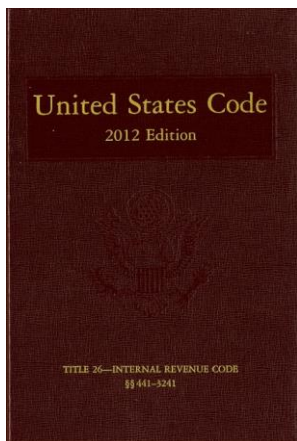 United States Code
2012 Edition
TITLE 26—INTERNAL REVENUE CODE
§§ 441–3241